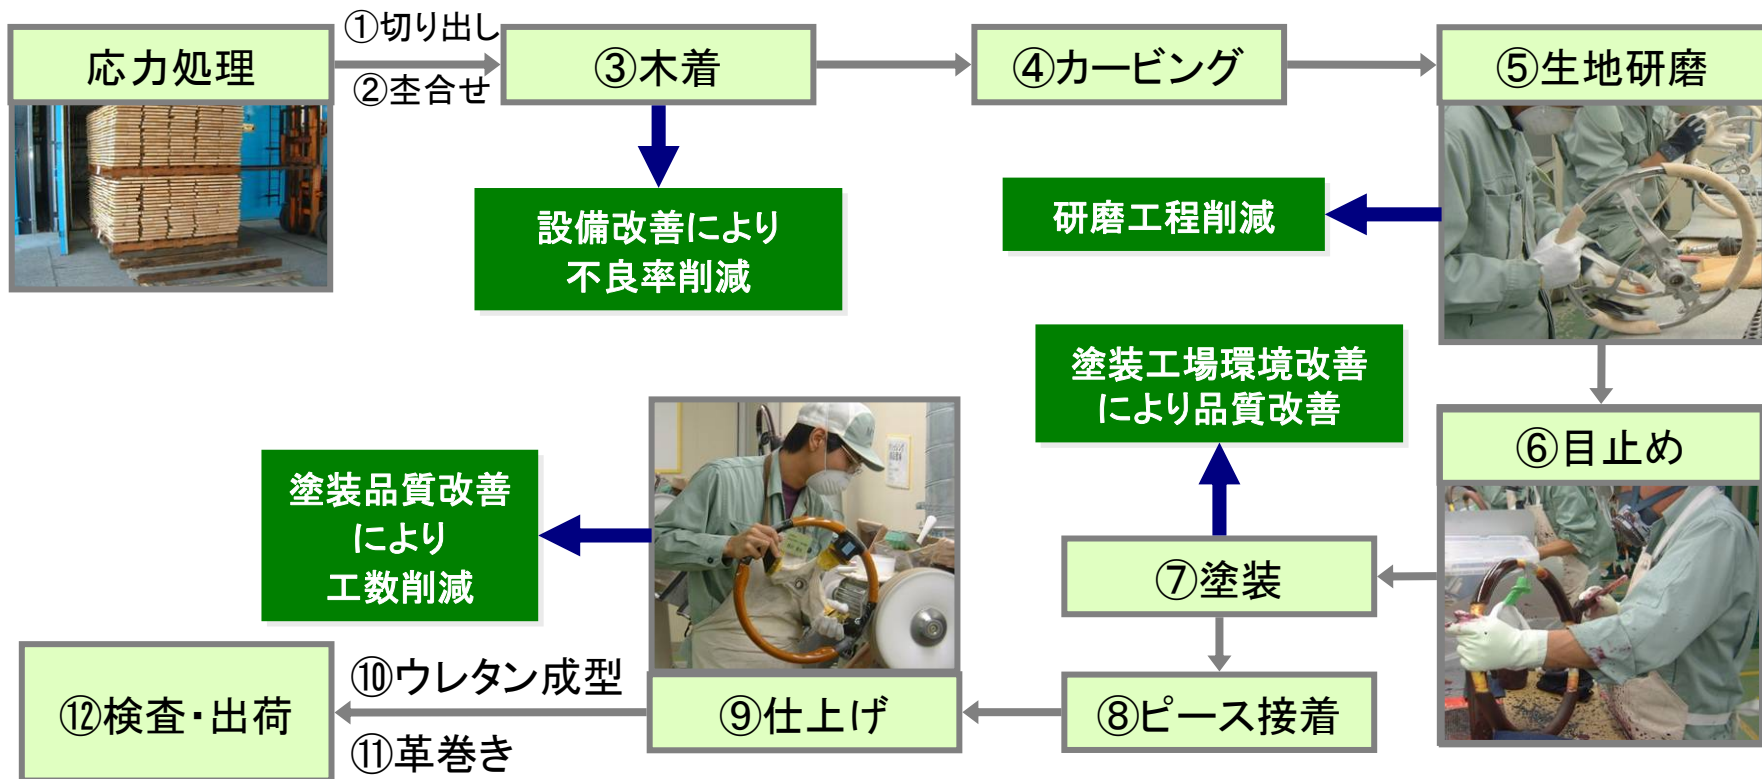 応力処理
①切り出し
②杢合せ
③木着
④カービング
⑤生地研磨
設備改善により
不良率削減
研磨工程削減
塗装工場環境改善
により品質改善
⑥目止め
塗装品質改善
により
工数削減
⑦塗装
⑧ピース接着
⑨仕上げ
⑩ウレタン成型
⑪革巻き
⑫検査・出荷